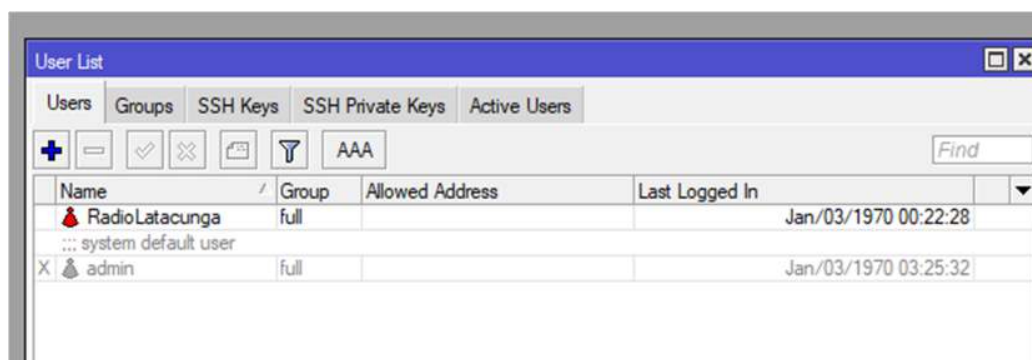 User List
Users Groups SSH Keys SSH Private Keys Active Users
AAA Find
Name Group Allowed Address Last Logged In
RadioLatacunga full Jan/03/1970 00:22:28
;;; system default user
X admin full Jan/03/1970 03:25:32